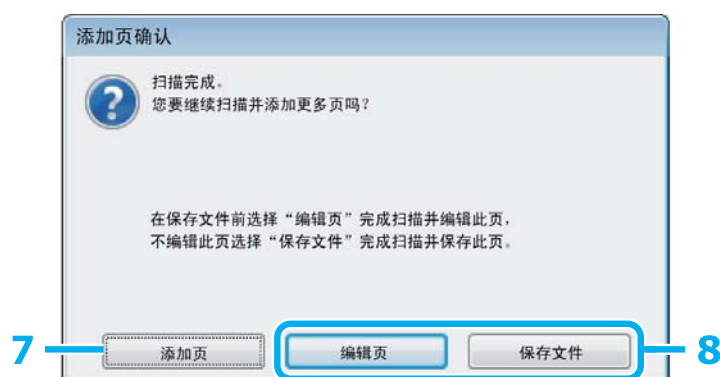 添加页确认
扫描完成。
您要继续扫描并添加更多页吗？
在保存文件前选择“编辑页”完成扫描并编辑此页，
不编辑此页选择“保存文件”完成扫描并保存此页。
7 添加页 编辑页 保存文件 8